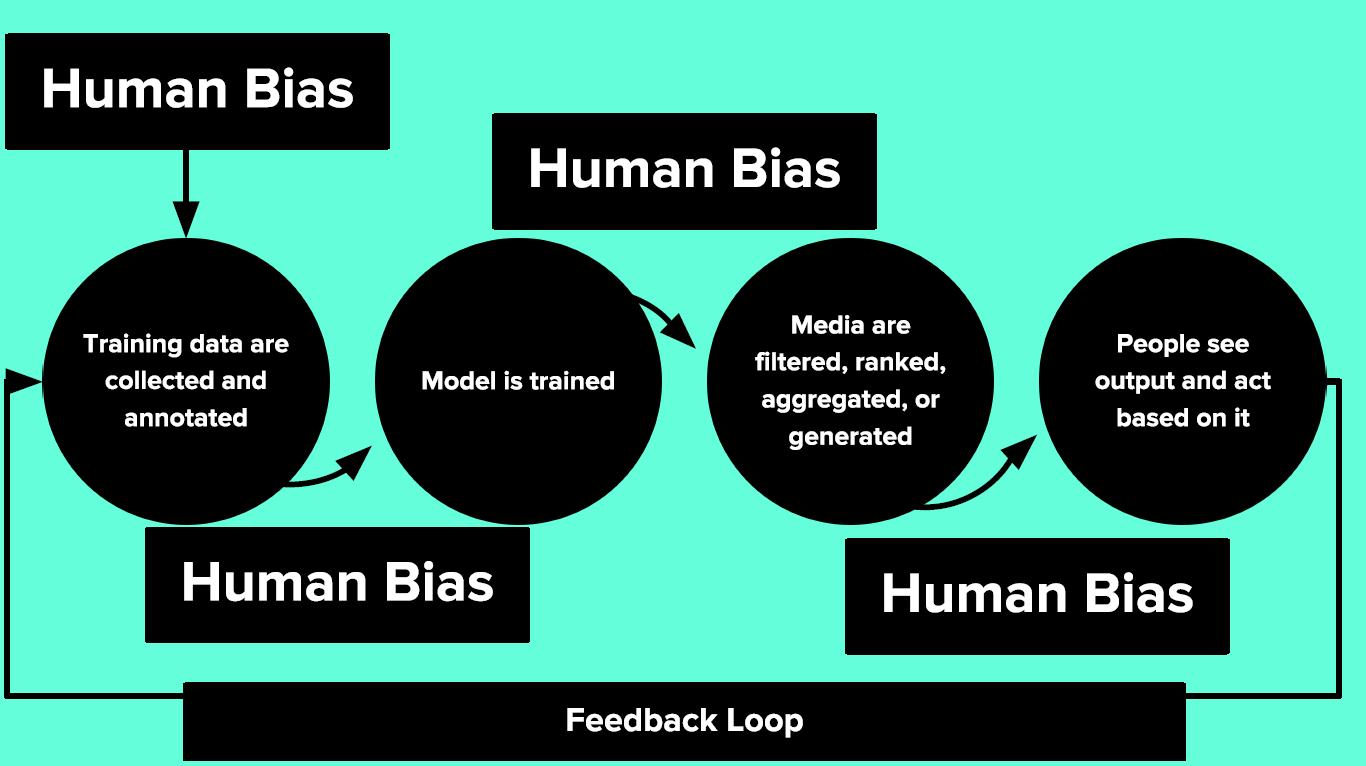 Human Bias
Human Bias
Training data are
collected and
annotated
Model is trained
Media are
filtered, ranked,
aggregated, or
generated
People see
output and act
based on it
Human Bias
Human Bias
Feedback Loop